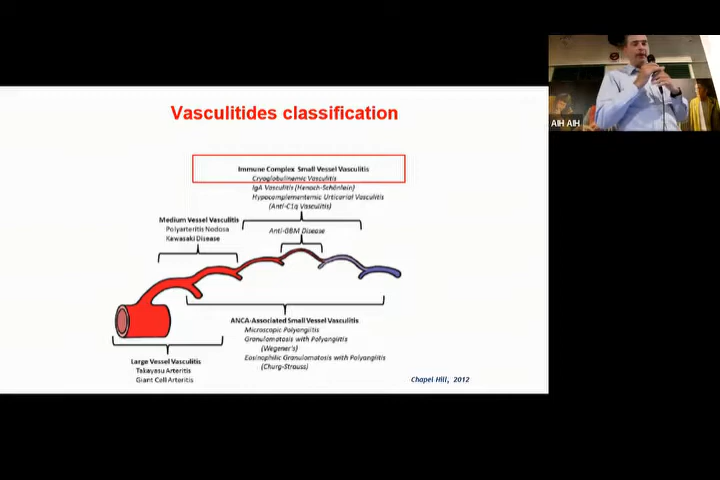 Vasculitides classification
Immune Complex Small Vessel Vasculitis
Cryoglobulinemic Vasculitis
IgA Vasculitis (Henoch-Schönlein)
Hypocomplementemic Urticarial Vasculitis
(Anti-C1q Vasculitis)
Medium Vessel Vasculitis
Polyarteritis Nodosa
Kawasaki Disease
Anti-GBM Disease
ANCA-Associated Small Vessel Vasculitis
Microscopic Polyangiitis
Granulomatosis with Polyangiitis
(Wegener's)
Eosinophilic Granulomatosis with Polyangiitis
(Churg-Strauss)
Large Vessel Vasculitis
Takayasu Arteritis
Giant Cell Arteritis
Chapel Hill, 2012
AIH AIH